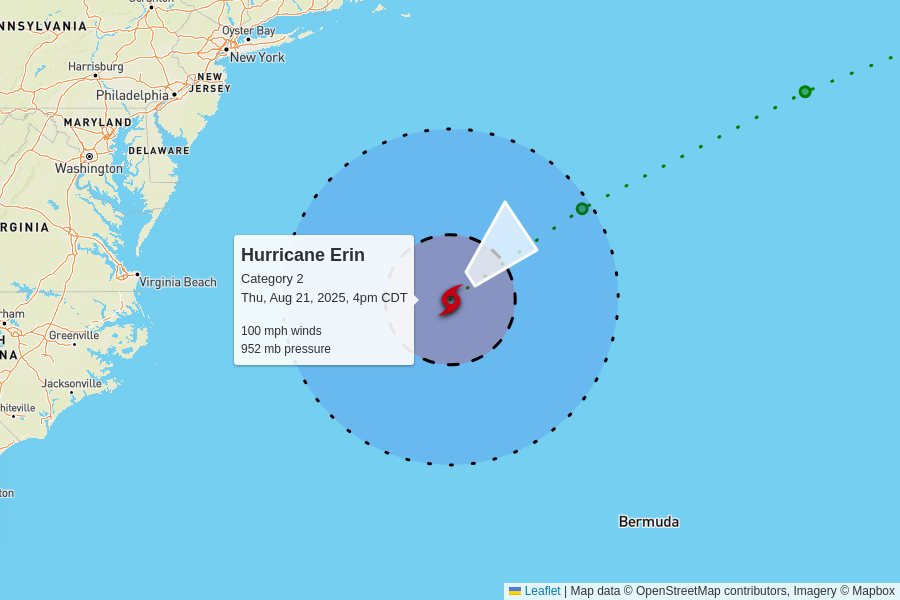 NNSYLVANIA
Oyster Bay
New York
Harrisburg
NEW
JERSEY
Philadelphia
MARYLAND
DELAWARE
Washington
RGINIA
Hurricane Erin
Category 2
Thu, Aug 21, 2025, 4pm CDT
100 mph winds
952 mb pressure
Virginia Beach
rham
Greenville
H
NA
Jacksonville
hiteville
ton
Bermuda
Leaflet | Map data © OpenStreetMap contributors, Imagery © Mapbox